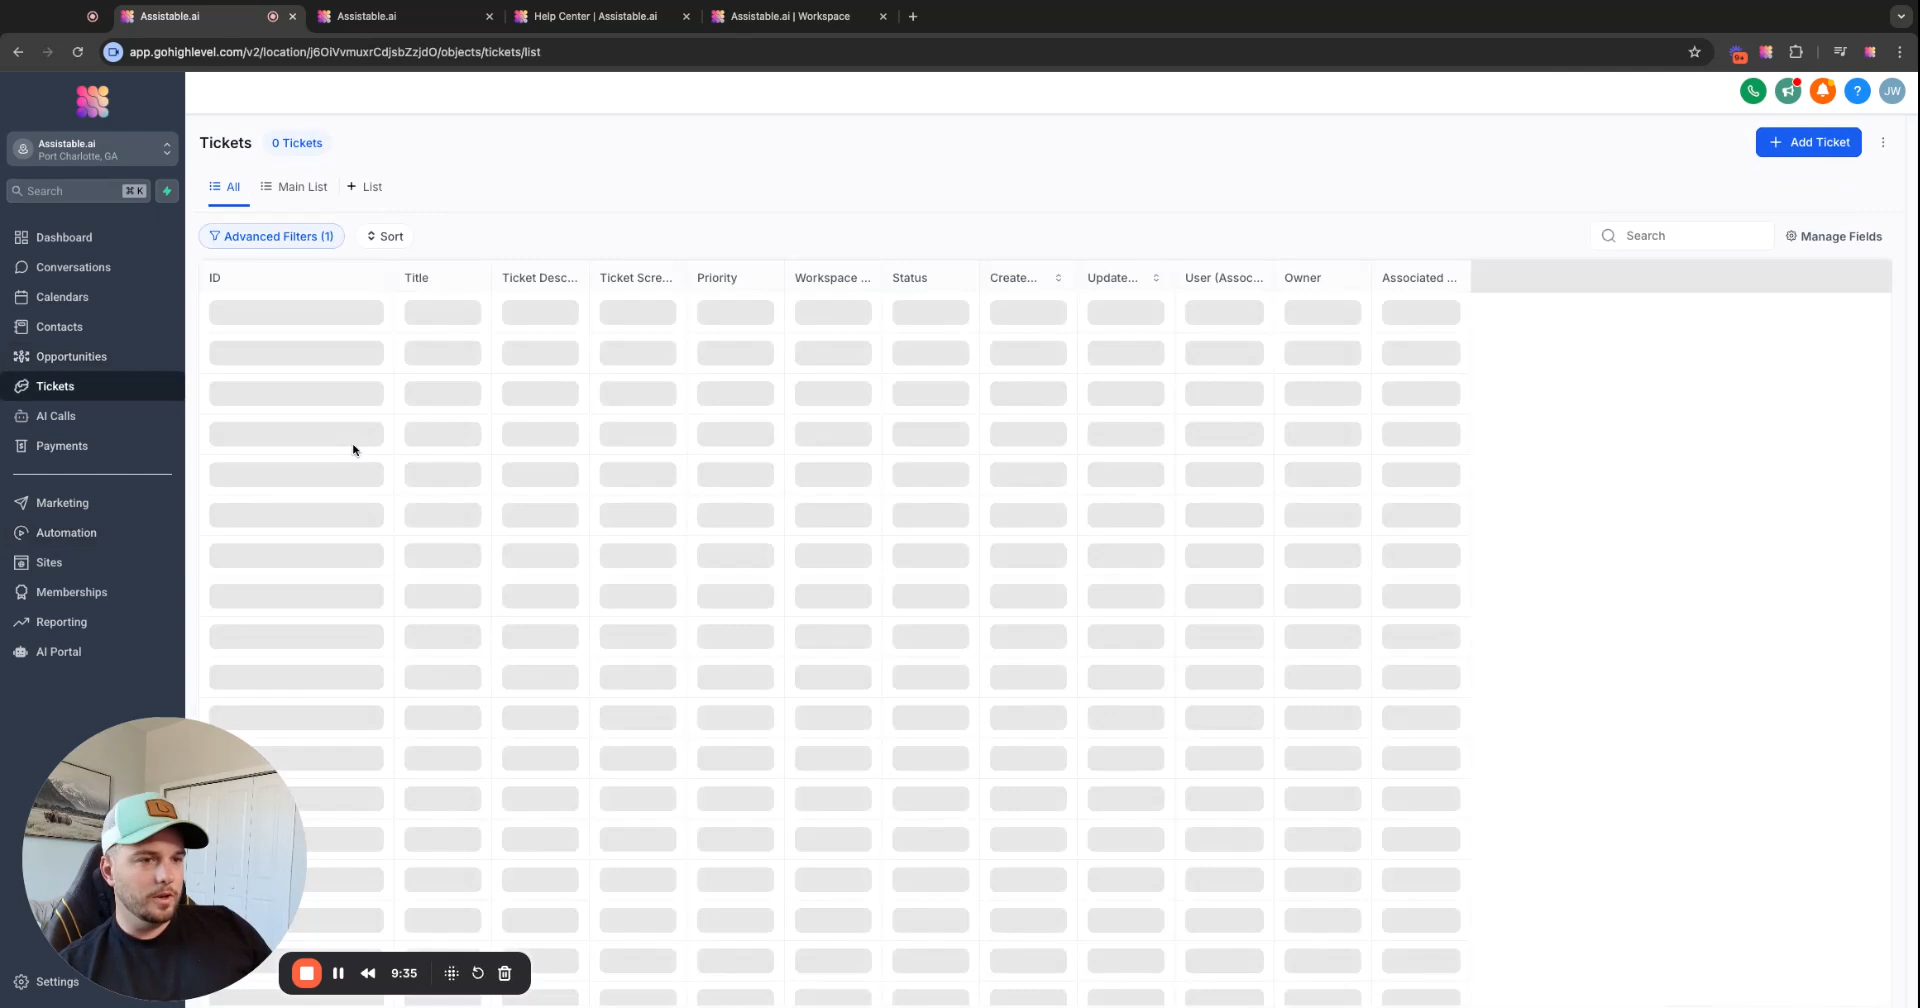 Assistable.ai
Assistable.ai
Help Center | Assistable.ai
Assistable.ai | Workspace
app.gohighlevel.com/v2/location/j6OiVvmuxrCdjsbZzjdO/objects/tickets/list
9+
JW
Assistable.ai
Port Charlotte, GA
Search
⌘ K
Dashboard
Conversations
Calendars
Contacts
Opportunities
Tickets
AI Calls
Payments
Marketing
Automation
Sites
Memberships
Reporting
AI Portal
Settings
Tickets
0 Tickets
+ Add Ticket
All
Main List
+ List
Advanced Filters (1)
Sort
Search
Manage Fields
ID
Title
Ticket Desc...
Ticket Scre...
Priority
Workspace ...
Status
Create...
Update...
User (Assoc...
Owner
Associated ...
9:35